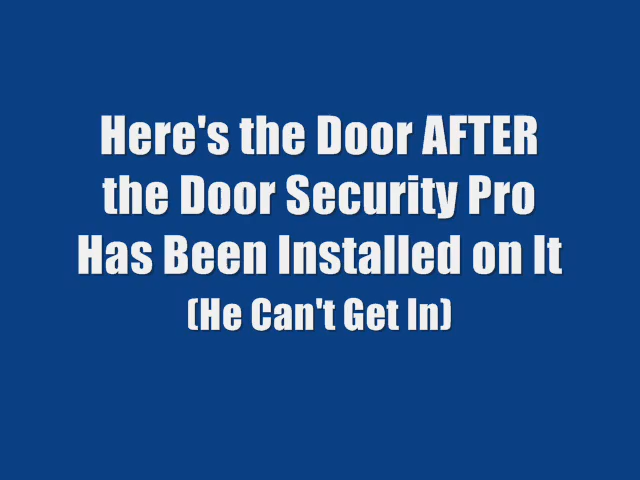 Here's the Door AFTER
the Door Security Pro
Has Been Installed on It
(He Can't Get In)